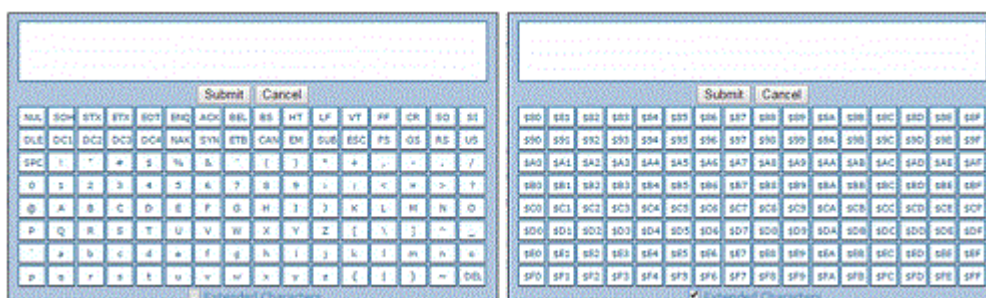 Submit Cancel
NUL SOH STX ETX EOT ENQ ACK BEL BS HT LF VT FF CR SO SI
DLE DC1 DC2 DC3 DC4 NAK SYN ETB CAN EM SUB ESC FS GS RS US
SPC ! " # $ % & ' ( ) * + , - . /
0 1 2 3 4 5 6 7 8 9 : ; < = > ?
@ A B C D E F G H I J K L M N O
P Q R S T U V W X Y Z [ \ ] ^ _
` a b c d e f g h i j k l m n o
p q r s t u v w x y z { | } ~ DEL
Extended Characters
Submit Cancel
$80 $81 $82 $83 $84 $85 $86 $87 $88 $89 $8A $8B $8C $8D $8E $8F
$90 $91 $92 $93 $94 $95 $96 $97 $98 $99 $9A $9B $9C $9D $9E $9F
$A0 $A1 $A2 $A3 $A4 $A5 $A6 $A7 $A8 $A9 $AA $AB $AC $AD $AE $AF
$B0 $B1 $B2 $B3 $B4 $B5 $B6 $B7 $B8 $B9 $BA $BB $BC $BD $BE $BF
$C0 $C1 $C2 $C3 $C4 $C5 $C6 $C7 $C8 $C9 $CA $CB $CC $CD $CE $CF
$D0 $D1 $D2 $D3 $D4 $D5 $D6 $D7 $D8 $D9 $DA $DB $DC $DD $DE $DF
$E0 $E1 $E2 $E3 $E4 $E5 $E6 $E7 $E8 $E9 $EA $EB $EC $ED $EE $EF
$F0 $F1 $F2 $F3 $F4 $F5 $F6 $F7 $F8 $F9 $FA $FB $FC $FD $FE $FF
Extended Characters